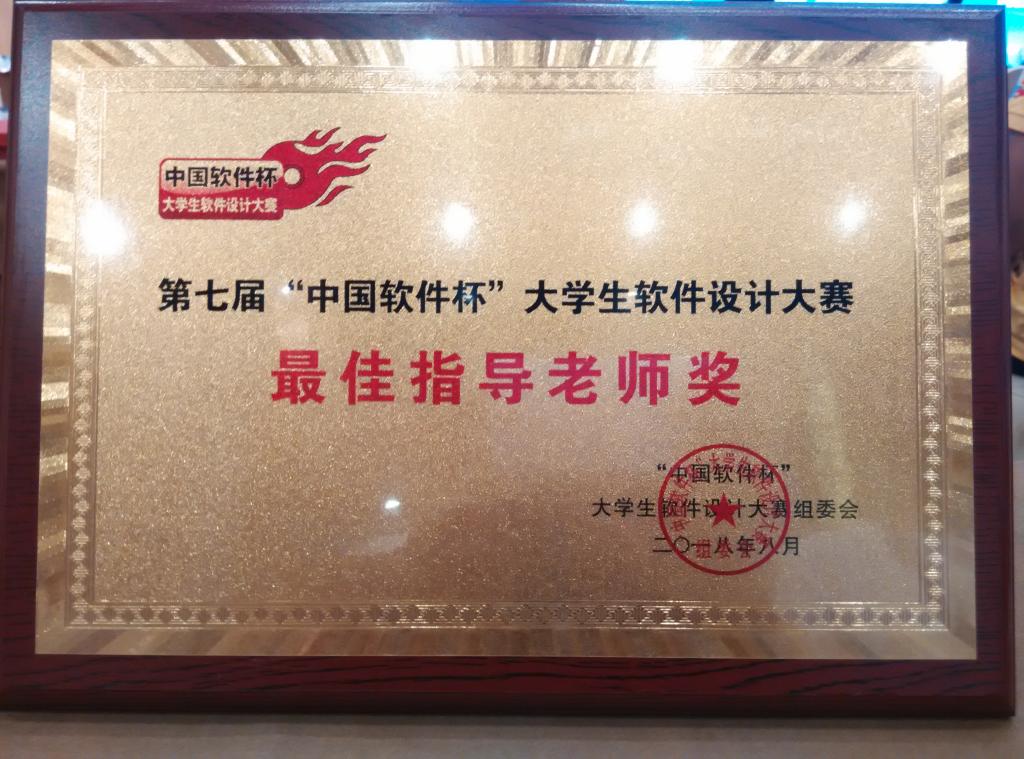 中国软件杯
大学生软件设计大赛
第七届“中国软件杯”大学生软件设计大赛
最佳指导老师奖
“中国软件杯”
大学生软件设计大赛组委会
二〇一八年八月
组委会